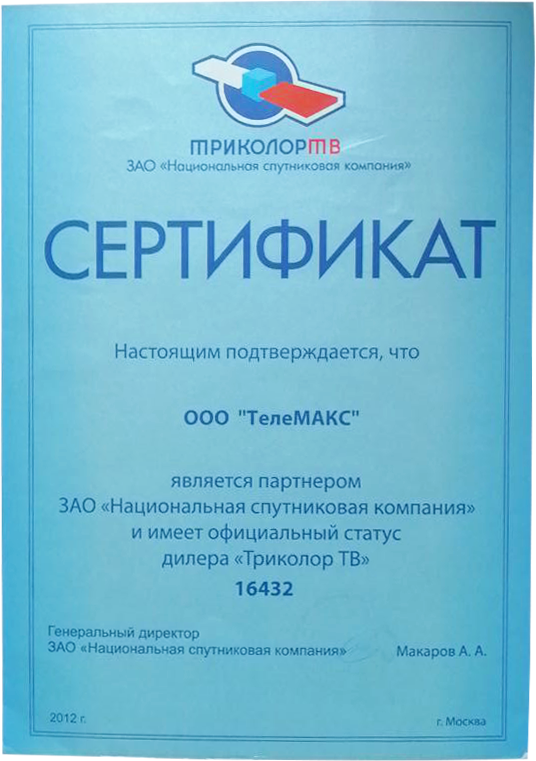 ТРИКОЛОРТВ
ЗАО «Национальная спутниковая компания»
СЕРТИФИКАТ
Настоящим подтверждается, что
ООО "ТелеМАКС"
является партнером
ЗАО «Национальная спутниковая компания»
и имеет официальный статус
дилера «Триколор ТВ»
16432
Генеральный директор
ЗАО «Национальная спутниковая компания» Макаров А. А.
2012 г. г. Москва